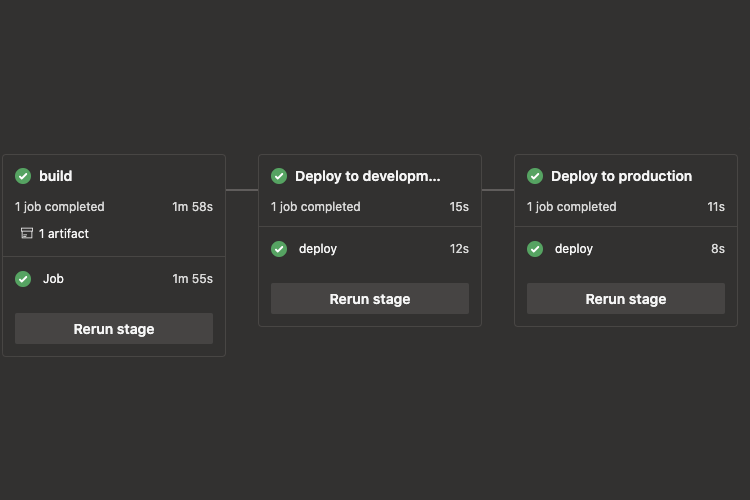 build
1 job completed 1m 58s
1 artifact
Job 1m 55s
Rerun stage
Deploy to developm...
1 job completed 15s
deploy 12s
Rerun stage
Deploy to production
1 job completed 11s
deploy 8s
Rerun stage